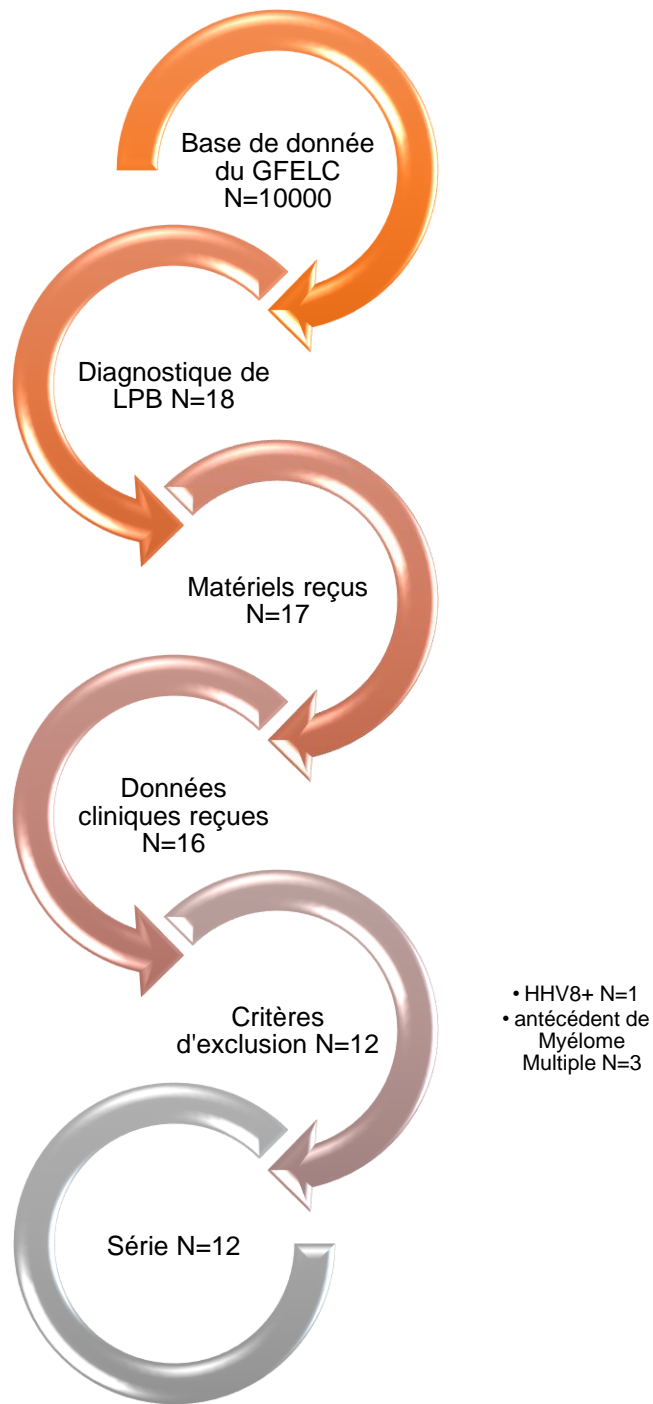 Base de donnée
du GFELC
N=10000
Diagnostique de
LPB N=18
Matériels reçus
N=17
Données
cliniques reçues
N=16
Critères
d'exclusion N=12
• HHV8+ N=1
• antécédent de
Myélome
Multiple N=3
Série N=12